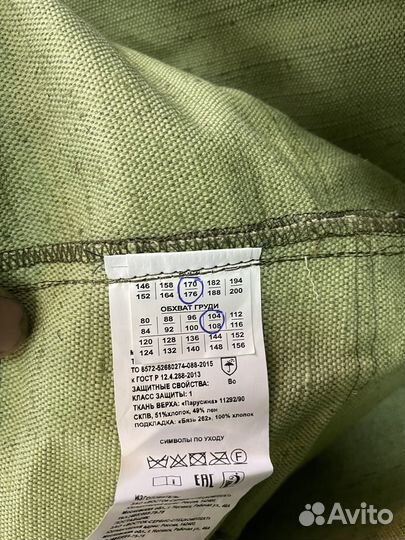 146 158 170 182 194
152 164 176 188 200
ОБХВАТ ГРУДИ
80 88 96 104 112
84 92 100 108 116
120 128 136 144 152
124 132 140 148 156
ТО 8572-52680274-088-2015
к ГОСТ Р 12.4.288-2013
ЗАЩИТНЫЕ СВОЙСТВА:
Во
КЛАСС ЗАЩИТЫ: 1
ТКАНЬ ВЕРХА: «Парусина» 11292/90
СКПВ, 51%хлопок, 49% лен
ПОДКЛАДКА: «Бязь 262», 100% хлопок
СИМВОЛЫ ПО УХОДУ
F
EAC
Avito